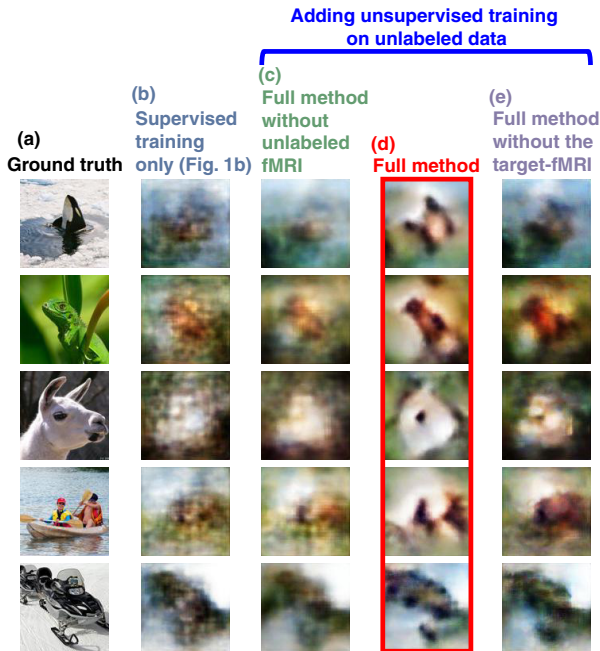 Adding unsupervised training
on unlabeled data
(a)
Ground truth
(b)
Supervised
training
only (Fig. 1b)
(c)
Full method
without
unlabeled
fMRI
(d)
Full method
(e)
Full method
without the
target-fMRI